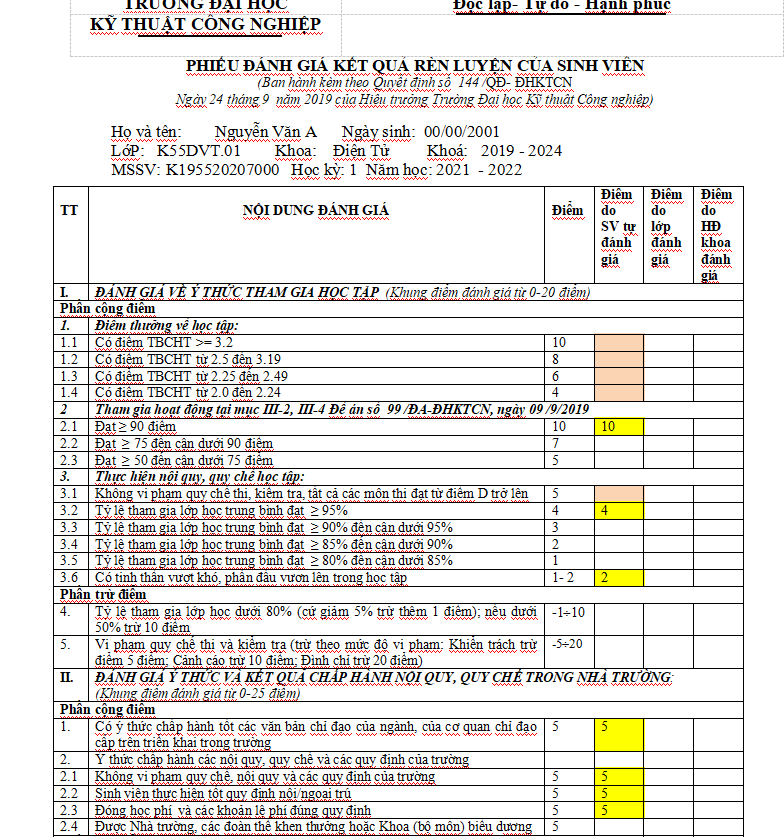 TRƯỜNG ĐẠI HỌC Độc lập- Tự do - Hạnh phúc
KỸ THUẬT CÔNG NGHIỆP
PHIẾU ĐÁNH GIÁ KẾT QUẢ RÈN LUYỆN CỦA SINH VIÊN
(Ban hành kèm theo Quyết định số 144 /QĐ- ĐHKTCN
Ngày 24 tháng 9 năm 2019 của Hiệu trưởng Trường Đại học Kỹ thuật Công nghiệp)
Họ và tên: Nguyễn Văn A Ngày sinh: 00/00/2001
LớP: K55DVT.01 Khoa: Điện Tử Khoá: 2019 - 2024
MSSV: K195520207000 Học kỳ: 1 Năm học: 2021 - 2022
TT NỘI DUNG ĐÁNH GIÁ Điểm Điểm do SV tự đánh giá Điểm do lớp đánh giá Điểm do HĐ khoa đánh giá
I. ĐÁNH GIÁ VỀ Ý THỨC THAM GIA HỌC TẬP (Khung điểm đánh giá từ 0-20 điểm)
Phần cộng điểm
1. Điểm thưởng về học tập:
1.1 Có điểm TBCHT >= 3.2 10
1.2 Có điểm TBCHT từ 2.5 đến 3.19 8
1.3 Có điểm TBCHT từ 2.25 đến 2.49 6
1.4 Có điểm TBCHT từ 2.0 đến 2.24 4
2 Tham gia hoạt động tại mục III-2, III-4 Đề án số 99 /ĐA-ĐHKTCN, ngày 09 /9/2019
2.1 Đạt ≥ 90 điểm 10 10
2.2 Đạt ≥ 75 đến cận dưới 90 điểm 7
2.3 Đạt ≥ 50 đến cận dưới 75 điểm 5
3. Thực hiện nội quy, quy chế học tập:
3.1 Không vi phạm quy chế thi, kiểm tra, tất cả các môn thi đạt từ điểm D trở lên 5
3.2 Tỷ lệ tham gia lớp học trung bình đạt ≥ 95% 4 4
3.3 Tỷ lệ tham gia lớp học trung bình đạt ≥ 90% đến cận dưới 95% 3
3.4 Tỷ lệ tham gia lớp học trung bình đạt ≥ 85% đến cận dưới 90% 2
3.5 Tỷ lệ tham gia lớp học trung bình đạt ≥ 80% đến cận dưới 85% 1
3.6 Có tinh thần vượt khó, phấn đấu vươn lên trong học tập 1- 2 2
Phần trừ điểm
4. Tỷ lệ tham gia lớp học dưới 80% (cứ giảm 5% trừ thêm 1 điểm); nếu dưới -1÷10
50% trừ 10 điểm
5. Vi phạm quy chế thi và kiểm tra (trừ theo mức độ vi phạm: Khiển trách trừ -5÷20
điểm 5 điểm; Cảnh cáo trừ 10 điểm; Đình chỉ trừ 20 điểm)
II. ĐÁNH GIÁ Ý THỨC VÀ KẾT QUẢ CHẤP HÀNH NỘI QUY, QUY CHẾ TRONG NHÀ TRƯỜNG:
(Khung điểm đánh giá từ 0-25 điểm)
Phần cộng điểm
1. Có ý thức chấp hành tốt các văn bản chỉ đạo của ngành, của cơ quan chỉ đạo 5 5
cấp trên triển khai trong trường
2. Ý thức chấp hành các nội quy, quy chế và các quy định của trường
2.1 Không vi phạm quy chế, nội quy và các quy định của trường 5 5
2.2 Sinh viên thực hiện tốt quy định nội/ngoại trú 5 5
2.3 Đóng học phí và các khoản lệ phí đúng quy định 5 5
2.4 Được Nhà trường, các đoàn thể khen thưởng hoặc Khoa (bộ môn) biểu dương 5